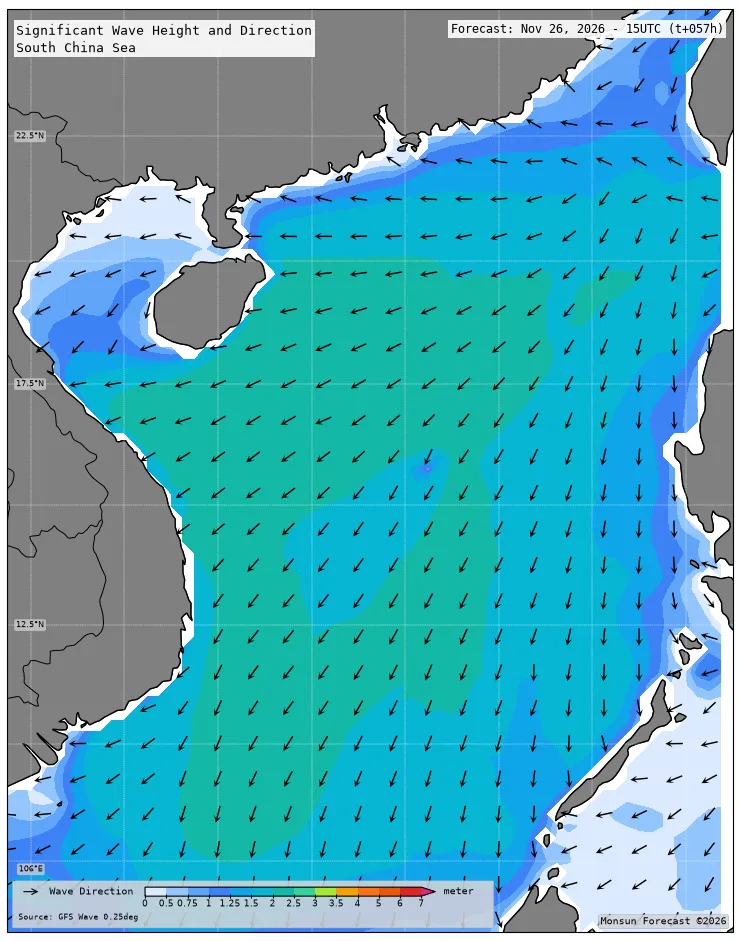 Significant Wave Height and Direction
South China Sea
Forecast: Nov 26, 2026 - 15UTC (t+057h)
22.5°N
17.5°N
12.5°N
106°E
Wave Direction
0 0.5 0.75 1 1.25 1.5 2 2.5 3 3.5 4 5 6 7
meter
Source: GFS Wave 0.25deg
Monsun Forecast ©2026